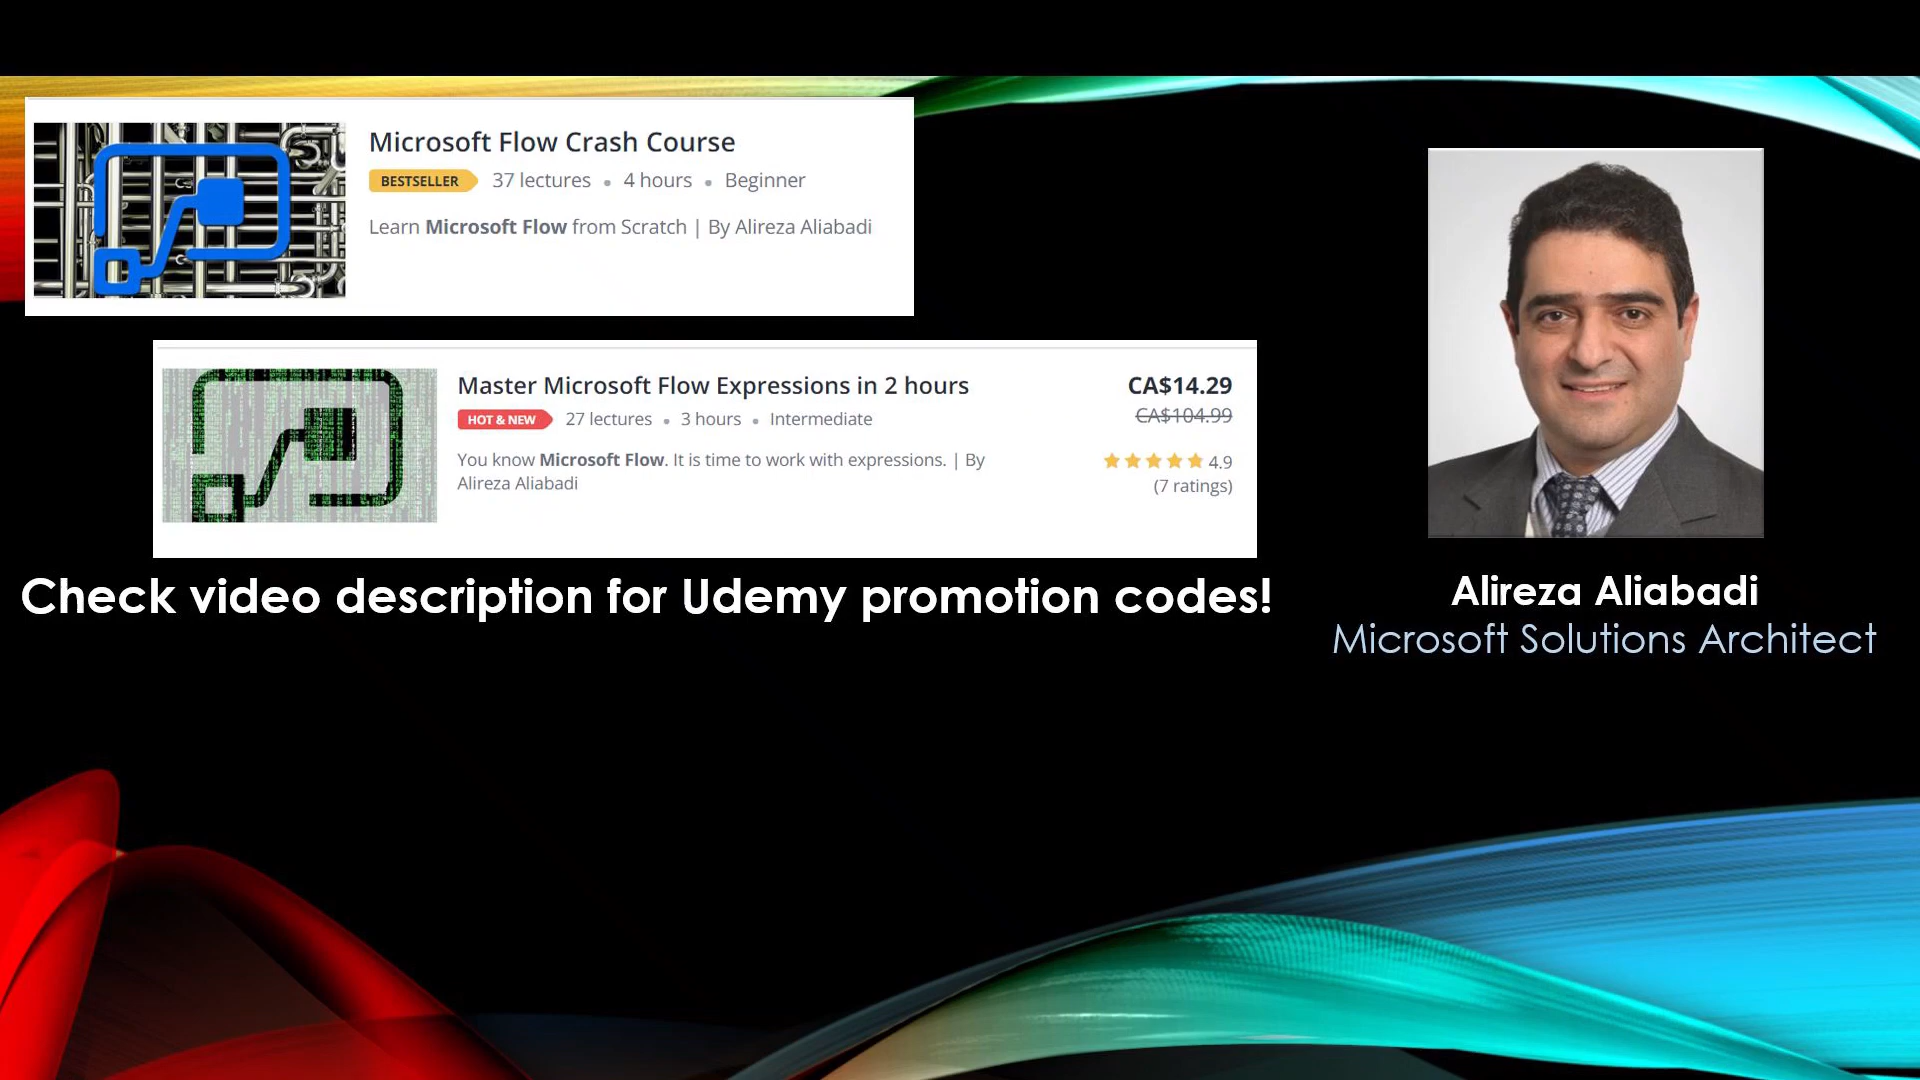 Microsoft Flow Crash Course
BESTSELLER 37 lectures • 4 hours • Beginner
Learn Microsoft Flow from Scratch | By Alireza Aliabadi
Master Microsoft Flow Expressions in 2 hours CA$14.29
HOT & NEW 27 lectures • 3 hours • Intermediate CA$104.99
You know Microsoft Flow. It is time to work with expressions. | By 4.9
Alireza Aliabadi (7 ratings)
Check video description for Udemy promotion codes!
Alireza Aliabadi
Microsoft Solutions Architect